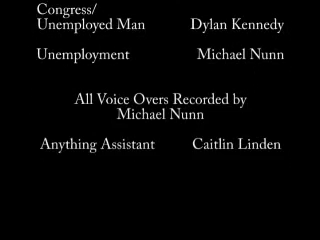 Congress/
Unemployed Man Dylan Kennedy
Unemployment Michael Nunn
All Voice Overs Recorded by
Michael Nunn
Anything Assistant Caitlin Linden